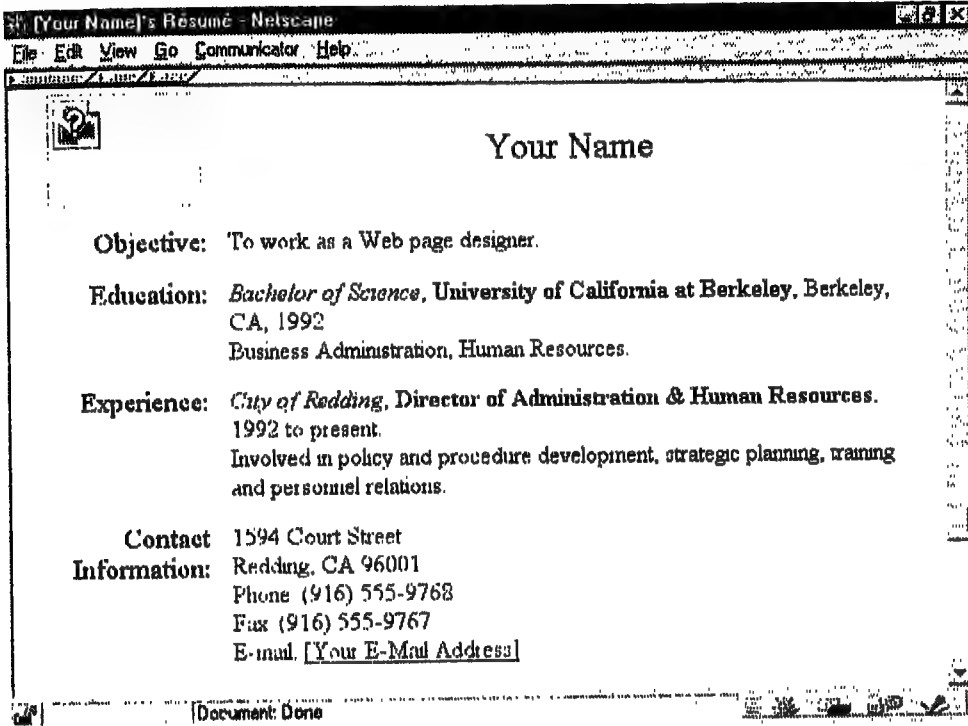 [Your Name]'s Résumé - Netscape
File Edit View Go Communicator Help
Your Name
Objective: To work as a Web page designer.
Education: Bachelor of Science, University of California at Berkeley, Berkeley,
CA, 1992
Business Administration, Human Resources.
Experience: City of Redding, Director of Administration & Human Resources.
1992 to present.
Involved in policy and procedure development, strategic planning, training
and personnel relations.
Contact 1594 Court Street
Information: Redding, CA 96001
Phone (916) 555-9768
Fax (916) 555-9767
E-mail. [Your E-Mail Address]
Document: Done